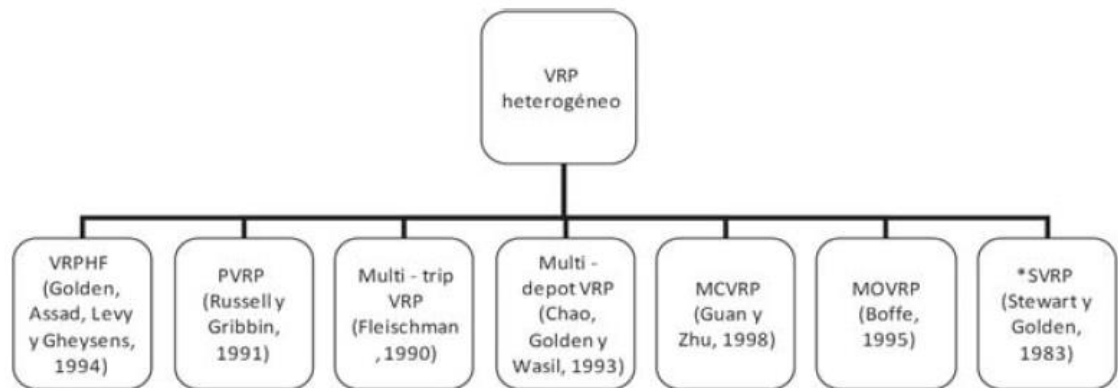 VRP
heterogéneo
VRPHF
(Golden,
Assad, Levy
y Gheysens,
1994)
PVRP
(Russell y
Gribbin,
1991)
Multi - trip
VRP
(Fleischman
, 1990)
Multi -
depot VRP
(Chao,
Golden y
Wasil, 1993)
MCVRP
(Guan y
Zhu, 1998)
MOVRP
(Boffe,
1995)
*SVRP
(Stewart y
Golden,
1983)